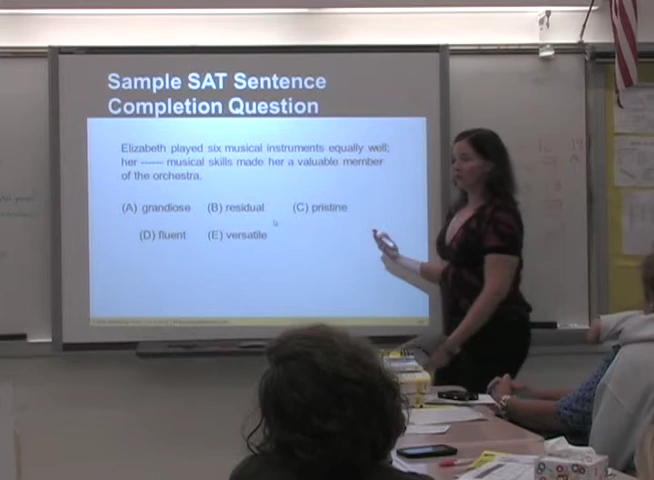 Sample SAT Sentence
Completion Question
Elizabeth played six musical instruments equally well;
her ------- musical skills made her a valuable member
of the orchestra.
(A) grandiose (B) residual (C) pristine
(D) fluent (E) versatile